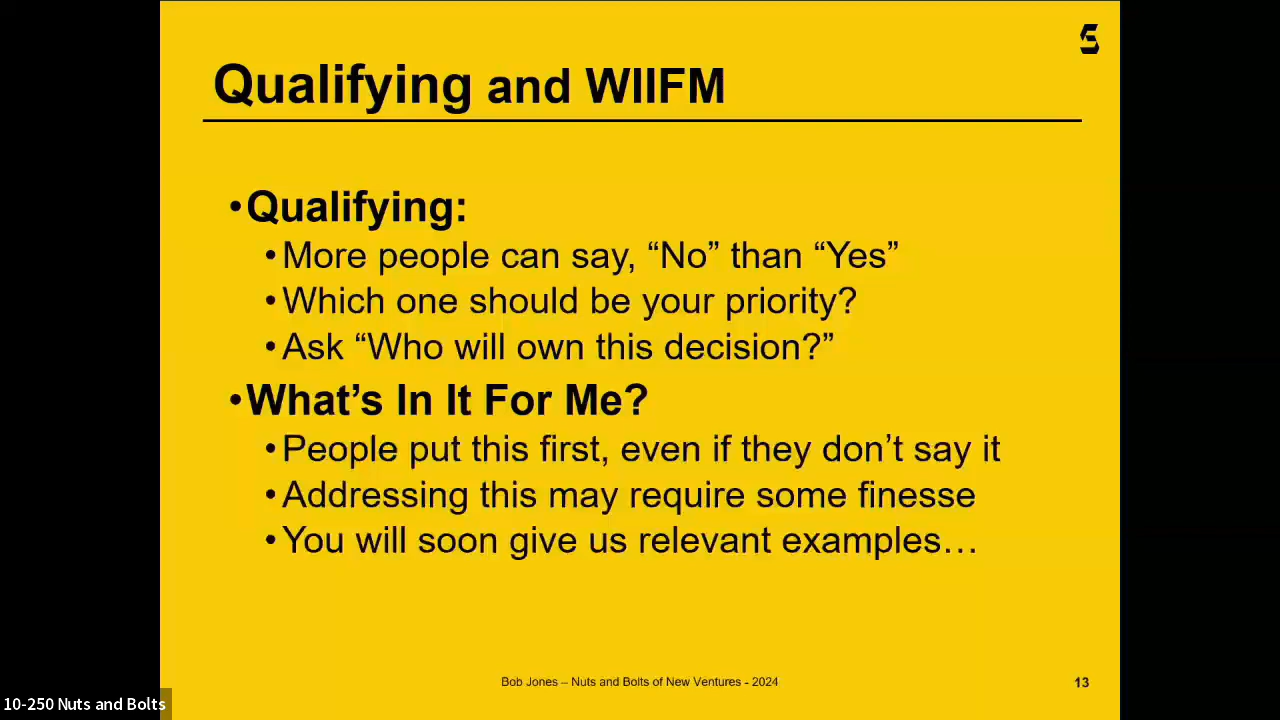 Qualifying and WIIFM
•Qualifying:
•More people can say, “No” than “Yes”
•Which one should be your priority?
•Ask “Who will own this decision?”
•What’s In It For Me?
•People put this first, even if they don’t say it
•Addressing this may require some finesse
•You will soon give us relevant examples…
Bob Jones – Nuts and Bolts of New Ventures - 2024
13
10-250 Nuts and Bolts